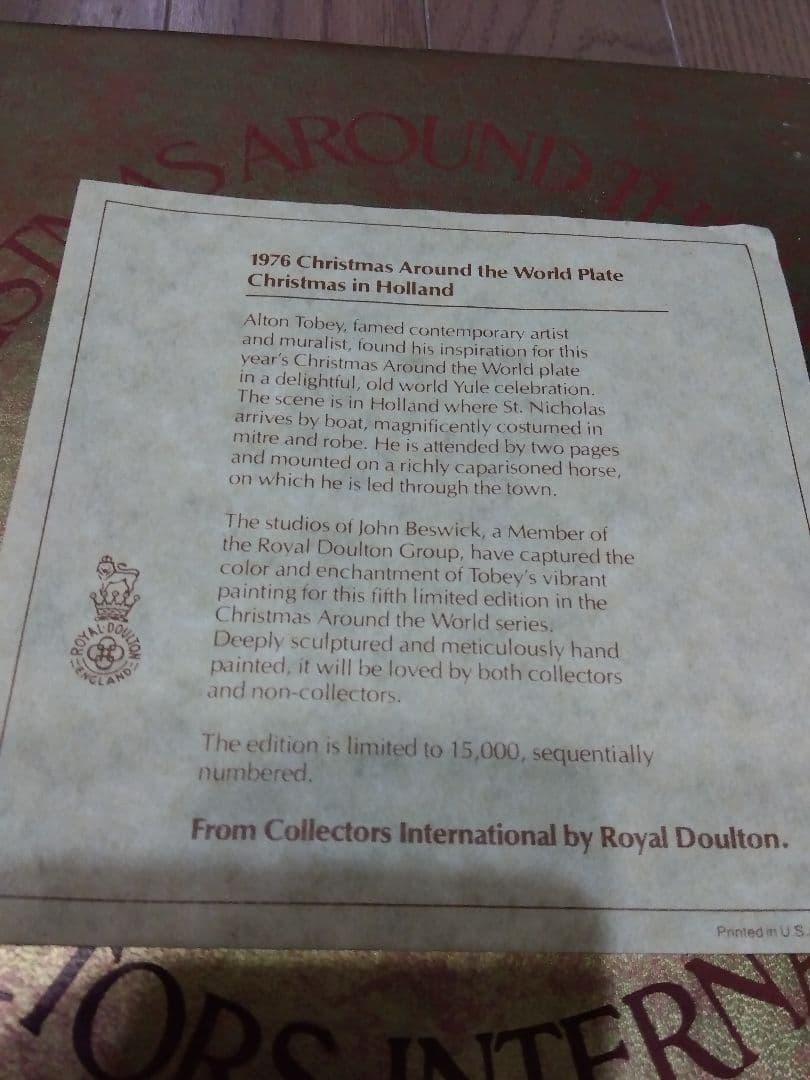 AS AROUND
1976 Christmas Around the World Plate
Christmas in Holland
Alton Tobey, famed contemporary artist
and muralist, found his inspiration for this
year's Christmas Around the World plate
in a delightful, old world Yule celebration.
The scene is in Holland where St. Nicholas
arrives by boat, magnificently costumed in
mitre and robe. He is attended by two pages
and mounted on a richly caparisoned horse,
on which he is led through the town.
The studios of John Beswick, a Member of
the Royal Doulton Group, have captured the
color and enchantment of Tobey's vibrant
painting for this fifth limited edition in the
Christmas Around the World series.
Deeply sculptured and meticulously hand
painted, it will be loved by both collectors
and non-collectors.
ROYAL DOULTON
ENGLAND
The edition is limited to 15,000, sequentially
numbered.
From Collectors International by Royal Doulton.
Printed in U.S.
TORS INTERN